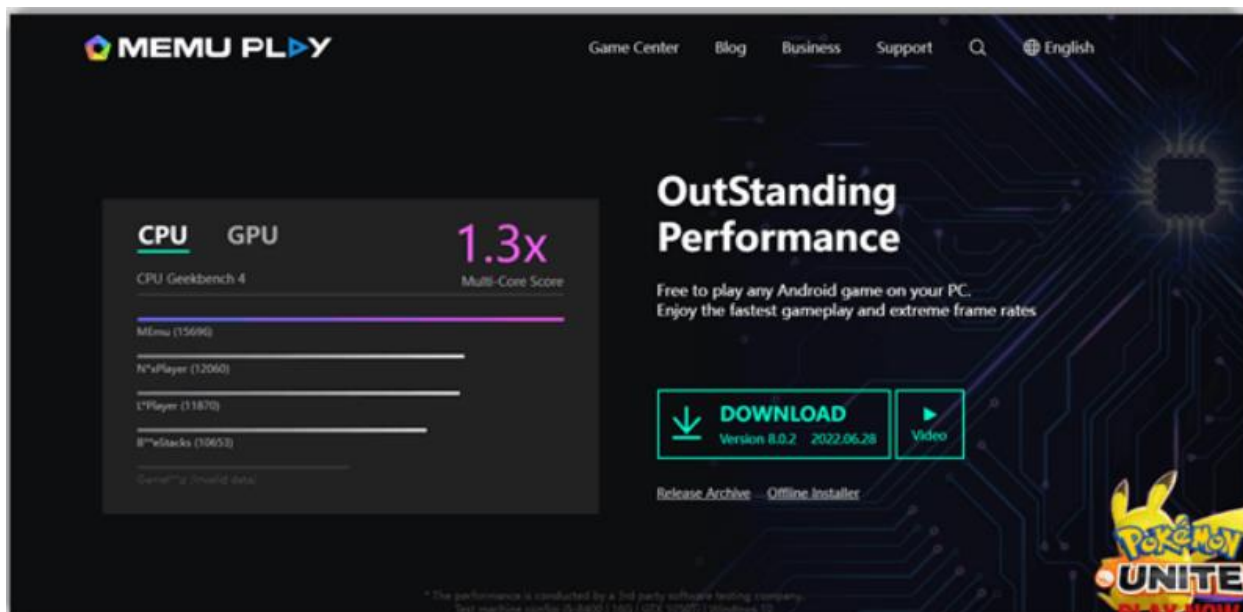 MEMU PLAY
Game Center Blog Business Support English
OutStanding
Performance
Free to play any Android game on your PC.
Enjoy the fastest gameplay and extreme frame rates
DOWNLOAD
Version 8.0.2 2022.06.28
Video
Release Archive Offline Installer
CPU GPU
1.3x
CPU Geekbench 4
Multi-Core Score
MEmu (15696)
N*xPlayer (12060)
L*Player (11870)
B**eStacks (10653)
(Invalid data)
POKÉMON
UNITE
* The performance is conducted by a 3rd party software testing company.